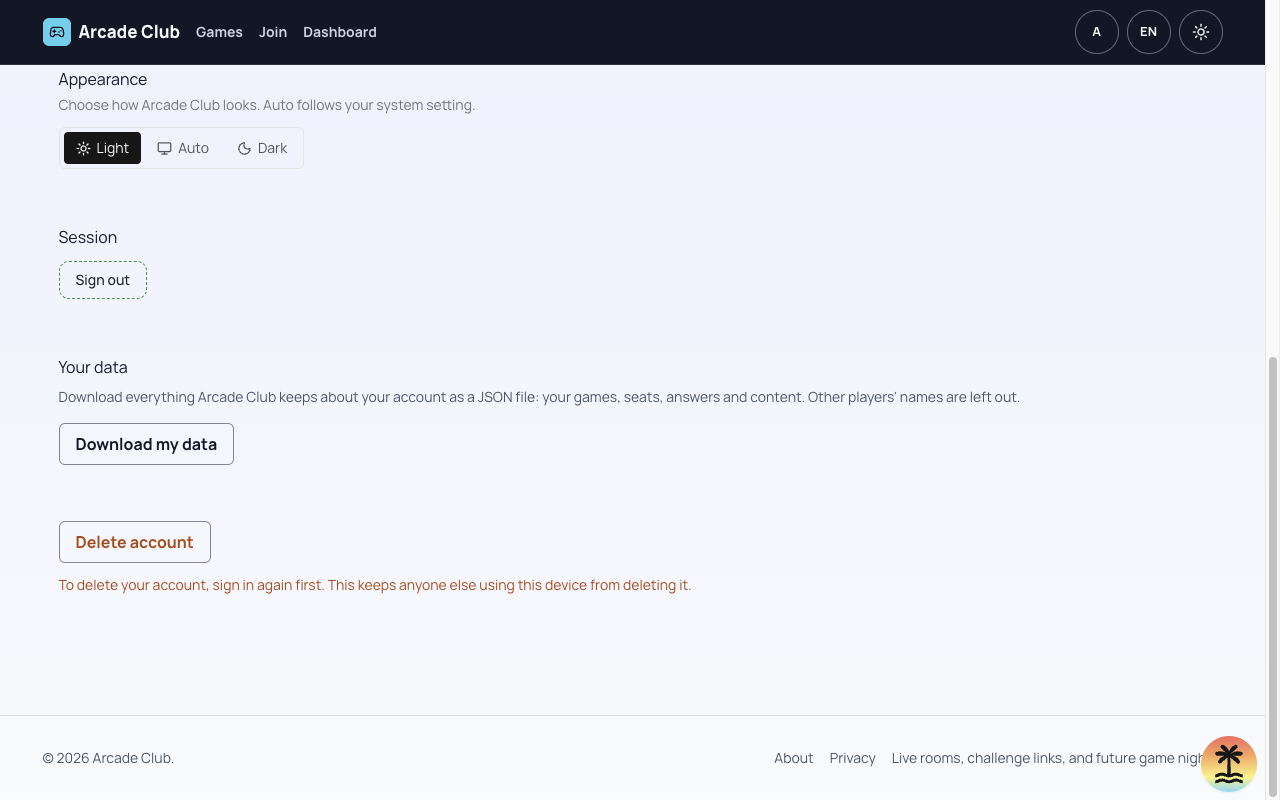 Arcade Club Games Join Dashboard A EN
Appearance
Choose how Arcade Club looks. Auto follows your system setting.
Light Auto Dark
Session
Sign out
Your data
Download everything Arcade Club keeps about your account as a JSON file: your games, seats, answers and content. Other players' names are left out.
Download my data
Delete account
To delete your account, sign in again first. This keeps anyone else using this device from deleting it.
© 2026 Arcade Club. About Privacy Live rooms, challenge links, and future game